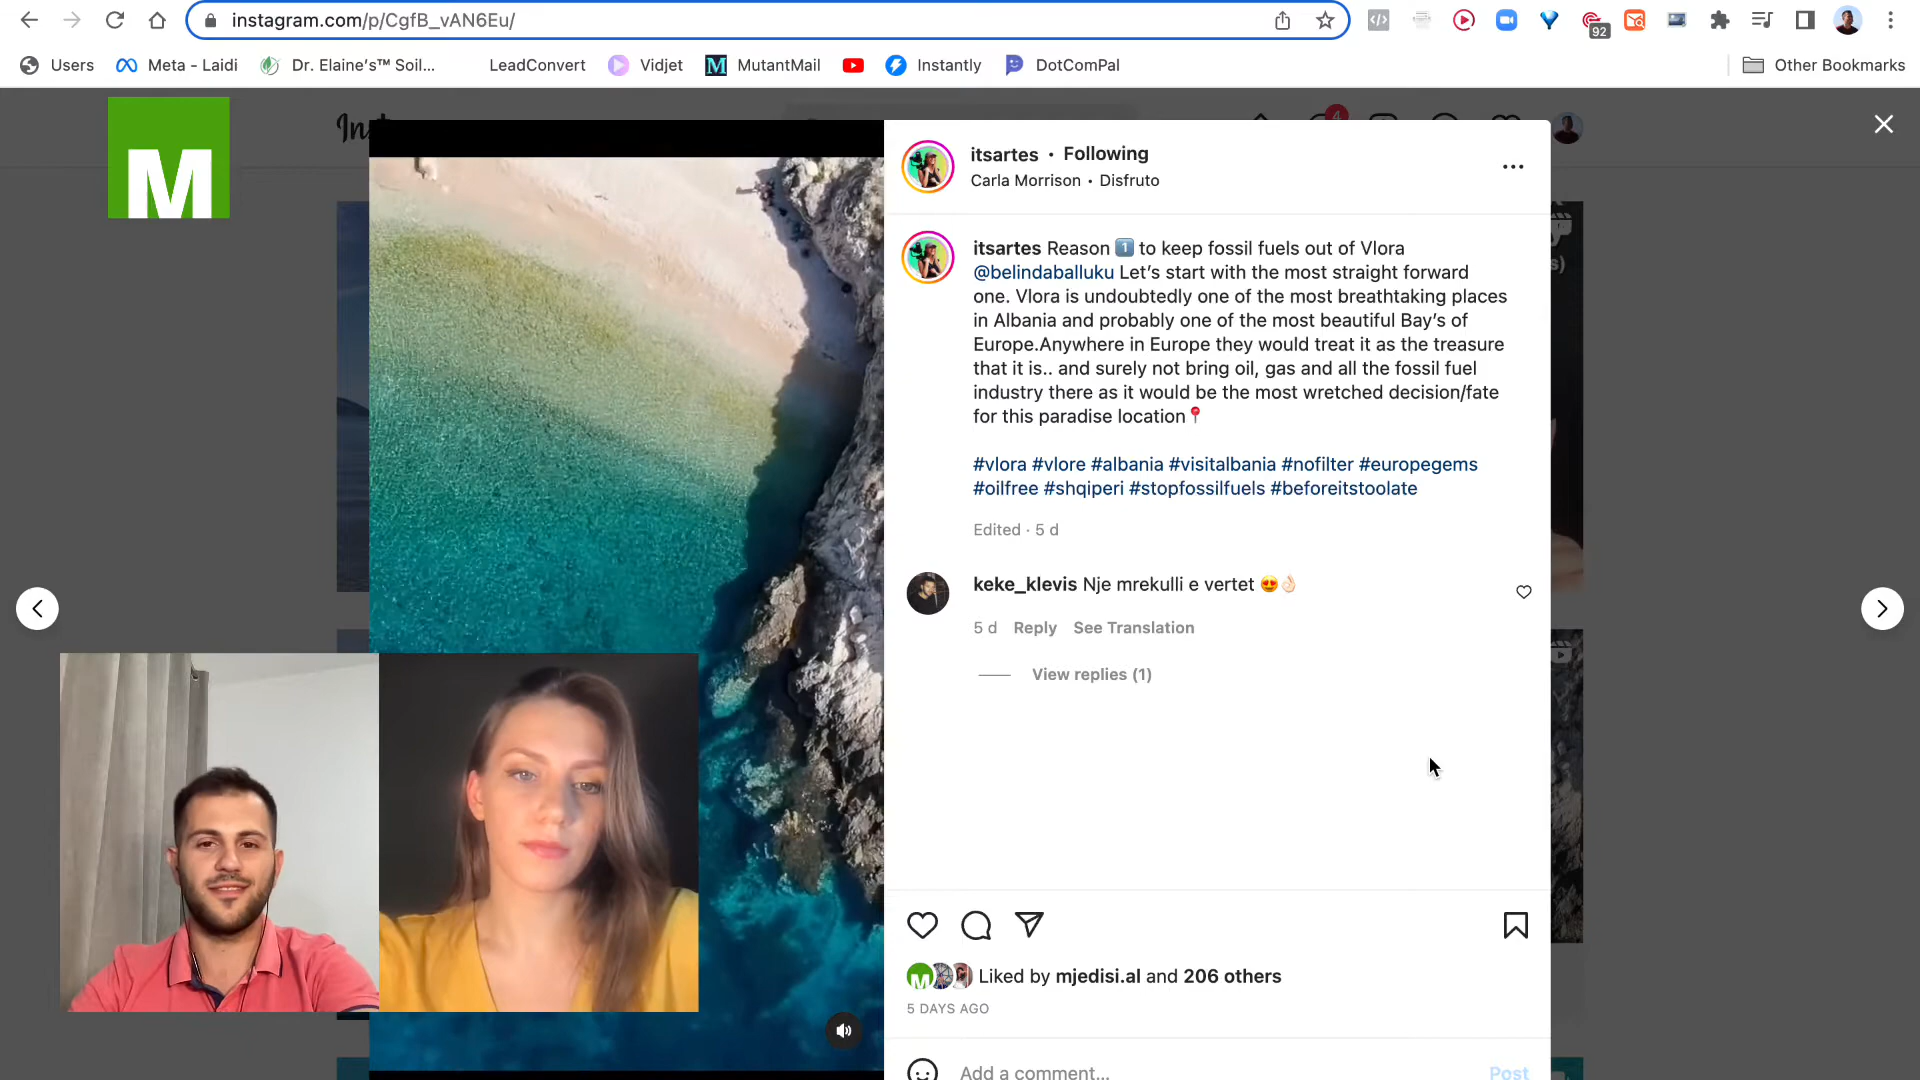 instagram.com/p/CgfB_vAN6Eu/
92
Users
Meta - Laidi
Dr. Elaine's™ Soil...
LeadConvert
Vidjet
M MutantMail
Instantly
DotComPal
Other Bookmarks
M
4
itsartes • Following
Carla Morrison • Disfruto
itsartes Reason 1️⃣ to keep fossil fuels out of Vlora
@belindaballuku Let's start with the most straight forward
one. Vlora is undoubtedly one of the most breathtaking places
in Albania and probably one of the most beautiful Bay's of
Europe.Anywhere in Europe they would treat it as the treasure
that it is.. and surely not bring oil, gas and all the fossil fuel
industry there as it would be the most wretched decision/fate
for this paradise location📍
#vlora #vlore #albania #visitalbania #nofilter #europegems
#oilfree #shqiperi #stopfossilfuels #beforeitstoolate
Edited · 5 d
keke_klevis Nje mrekulli e vertet 😍👌🏻
5 d Reply See Translation
View replies (1)
Liked by mjedisi.al and 206 others
5 DAYS AGO
Add a comment...
Post